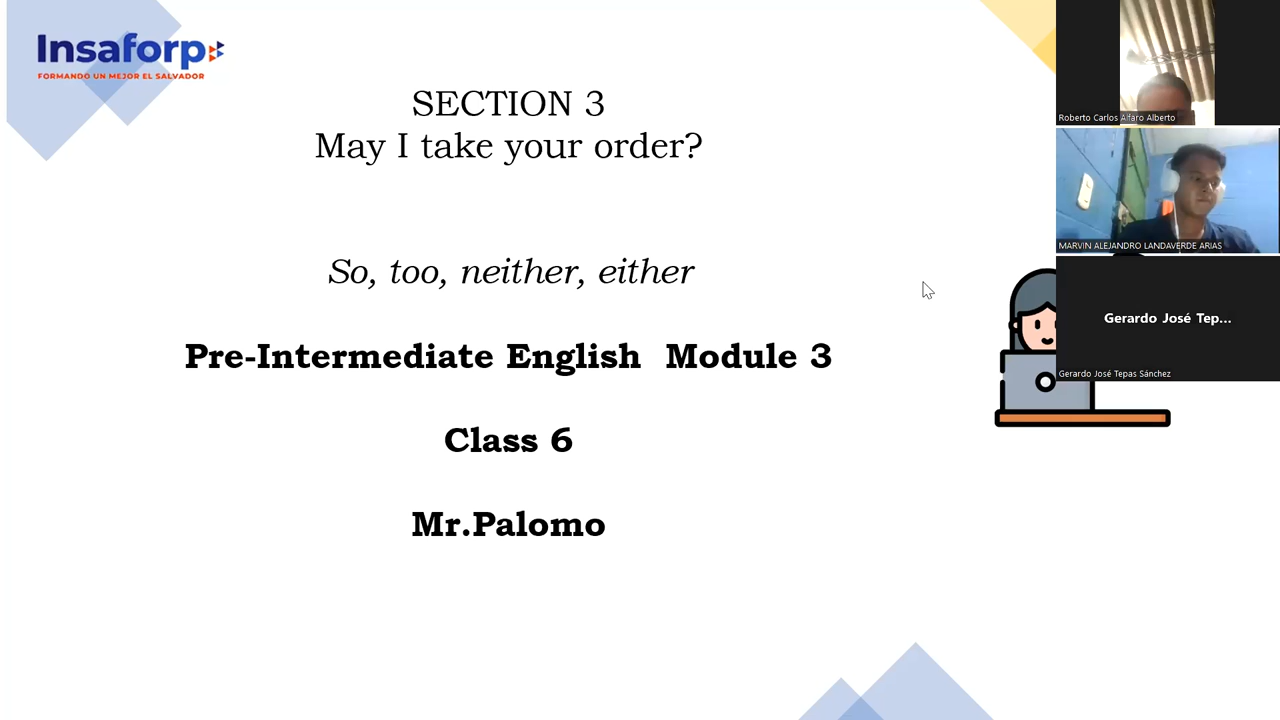 Insaforp
FORMANDO UN MEJOR EL SALVADOR
SECTION 3
May I take your order?
So, too, neither, either
Pre-Intermediate English Module 3
Class 6
Mr.Palomo
Roberto Carlos Alfaro Alberto
MARVIN ALEJANDRO LANDAVERDE ARIAS
Gerardo José Tep...
Gerardo José Tepas Sánchez